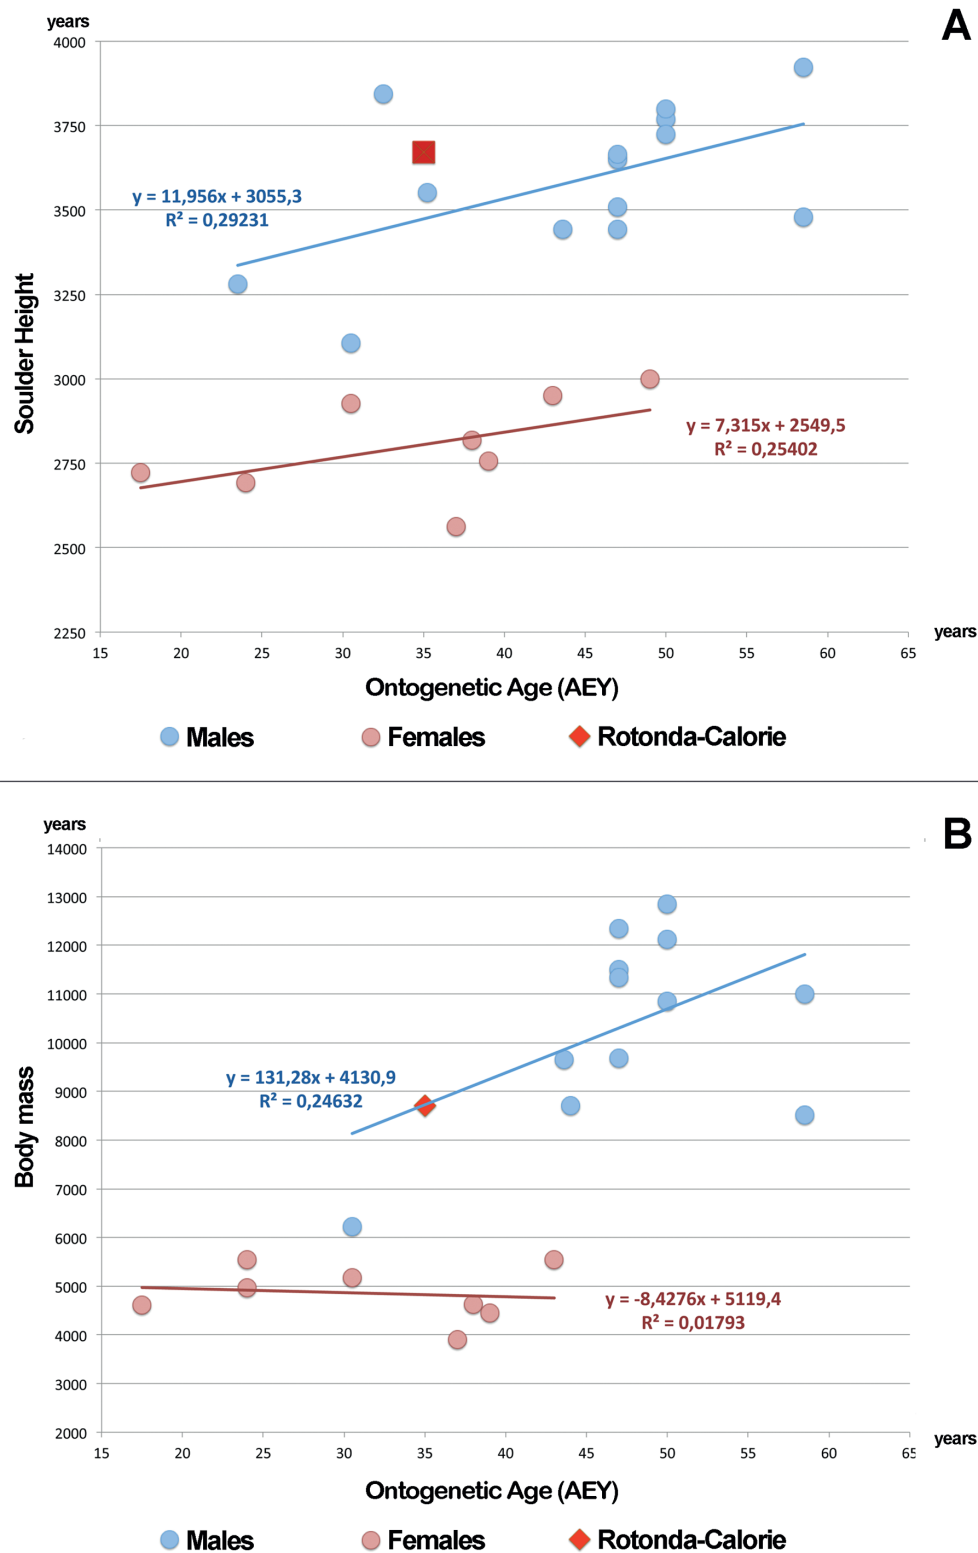 years
A
4000
3750
3500
3250
3000
2750
2500
2250
Soulder Height
y = 11,956x + 3055,3
R² = 0,29231
y = 7,315x + 2549,5
R² = 0,25402
15 20 25 30 35 40 45 50 55 60 65
years
Ontogenetic Age (AEY)
Males Females Rotonda-Calorie
years
B
14000
13000
12000
11000
10000
9000
8000
7000
6000
5000
4000
3000
2000
Body mass
y = 131,28x + 4130,9
R² = 0,24632
y = -8,4276x + 5119,4
R² = 0,01793
15 20 25 30 35 40 45 50 55 60 65
years
Ontogenetic Age (AEY)
Males Females Rotonda-Calorie